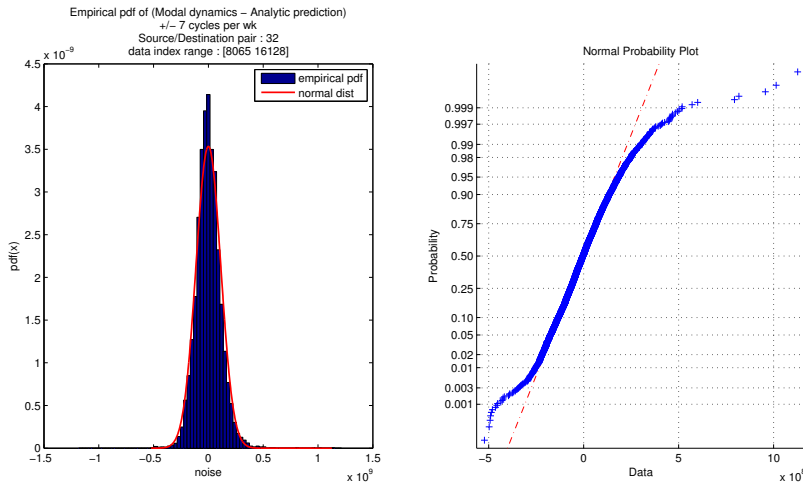 Empirical pdf of (Modal dynamics − Analytic prediction)
+/− 7 cycles per wk
Source/Destination pair : 32
data index range : [8065 16128]
x 10^−9
4.5
4
3.5
3
2.5
2
1.5
1
0.5
0
pdf(x)
empirical pdf
normal dist
−1.5
−1
−0.5
0
0.5
1
1.5
noise
x 10^9
Normal Probability Plot
0.999
0.997
0.99
0.98
0.95
0.90
0.75
0.50
0.25
0.10
0.05
0.02
0.01
0.003
0.001
Probability
−5
0
5
10
Data
x 10